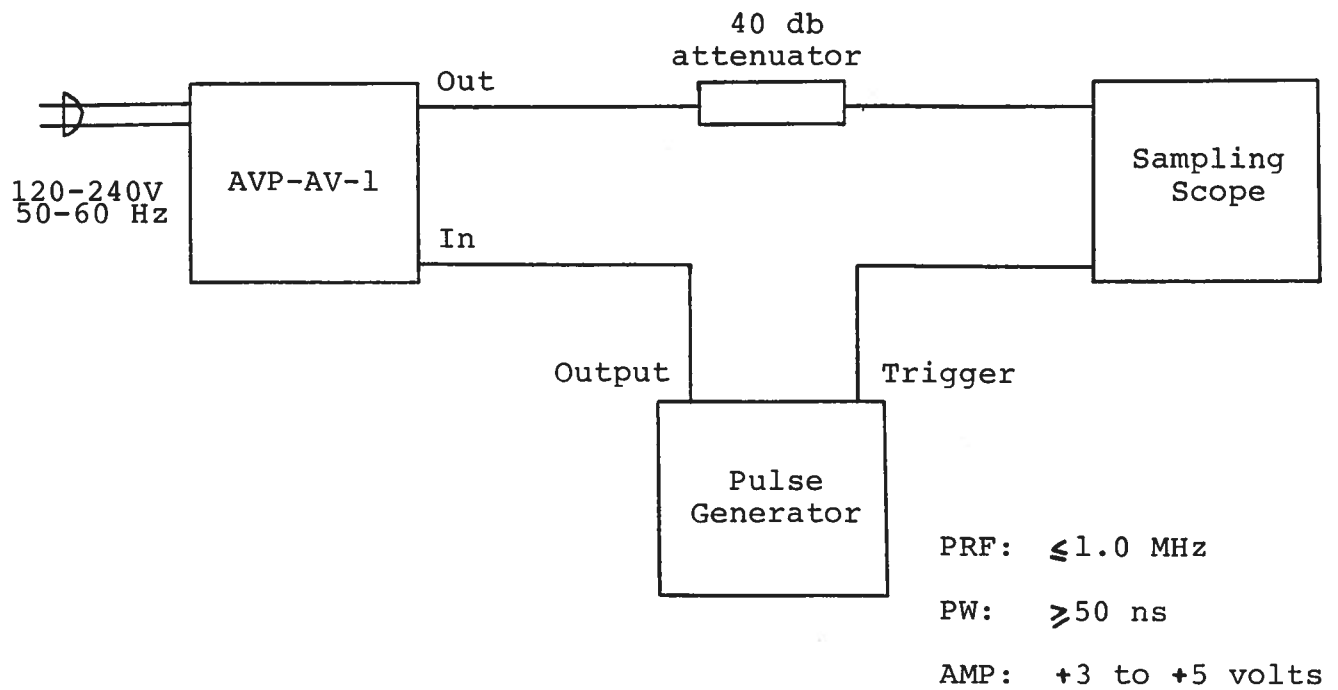 40 db
attenuator
Out
AVP-AV-1
Sampling
Scope
120-240V
50-60 Hz
In
Output
Trigger
Pulse
Generator
PRF: ≤1.0 MHz
PW: ≥50 ns
AMP: +3 to +5 volts